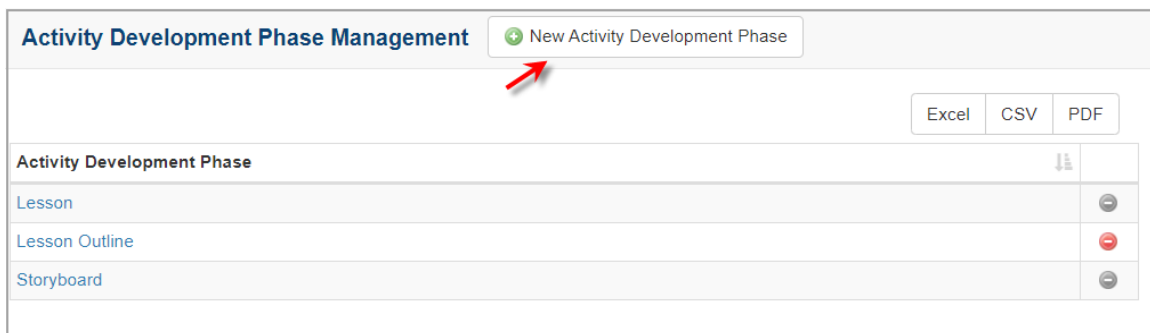 Activity Development Phase Management
New Activity Development Phase
Excel CSV PDF
Activity Development Phase
Lesson
Lesson Outline
Storyboard